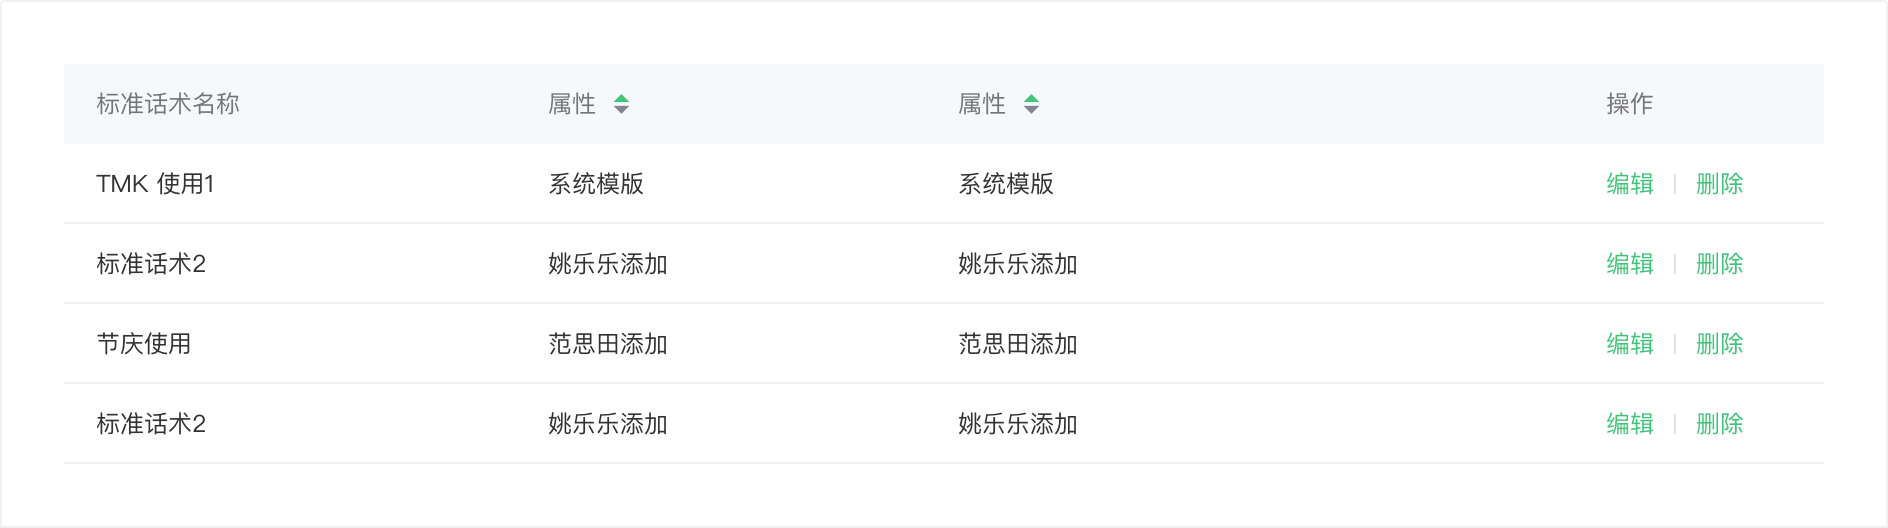 标准话术名称 属性 属性 操作
TMK 使用1 系统模版 系统模版 编辑 | 删除
标准话术2 姚乐乐添加 姚乐乐添加 编辑 | 删除
节庆使用 范思田添加 范思田添加 编辑 | 删除
标准话术2 姚乐乐添加 姚乐乐添加 编辑 | 删除